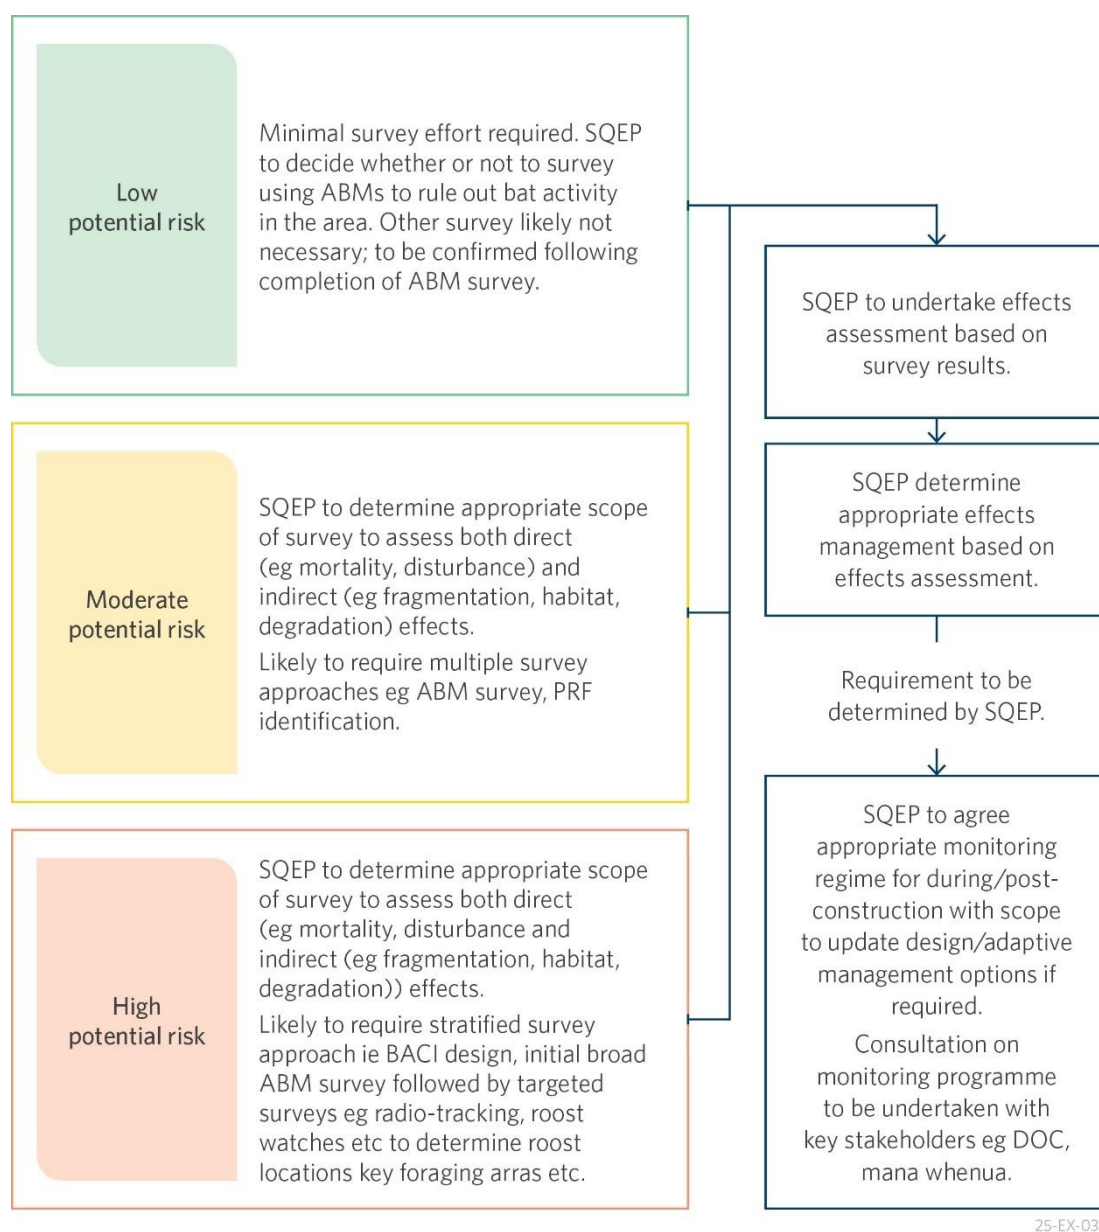 Low
potential risk
Minimal survey effort required. SQEP
to decide whether or not to survey
using ABMs to rule out bat activity
in the area. Other survey likely not
necessary; to be confirmed following
completion of ABM survey.
Moderate
potential risk
SQEP to determine appropriate scope
of survey to assess both direct
(eg mortality, disturbance) and
indirect (eg fragmentation, habitat,
degradation) effects.
Likely to require multiple survey
approaches eg ABM survey, PRF
identification.
High
potential risk
SQEP to determine appropriate scope
of survey to assess both direct
(eg mortality, disturbance and
indirect (eg fragmentation, habitat,
degradation)) effects.
Likely to require stratified survey
approach ie BACI design, initial broad
ABM survey followed by targeted
surveys eg radio-tracking, roost
watches etc to determine roost
locations key foraging arras etc.
SQEP to undertake effects
assessment based on
survey results.
SQEP determine
appropriate effects
management based on
effects assessment.
Requirement to be
determined by SQEP.
SQEP to agree
appropriate monitoring
regime for during/post-
construction with scope
to update design/adaptive
management options if
required.
Consultation on
monitoring programme
to be undertaken with
key stakeholders eg DOC,
mana whenua.
25-EX-03